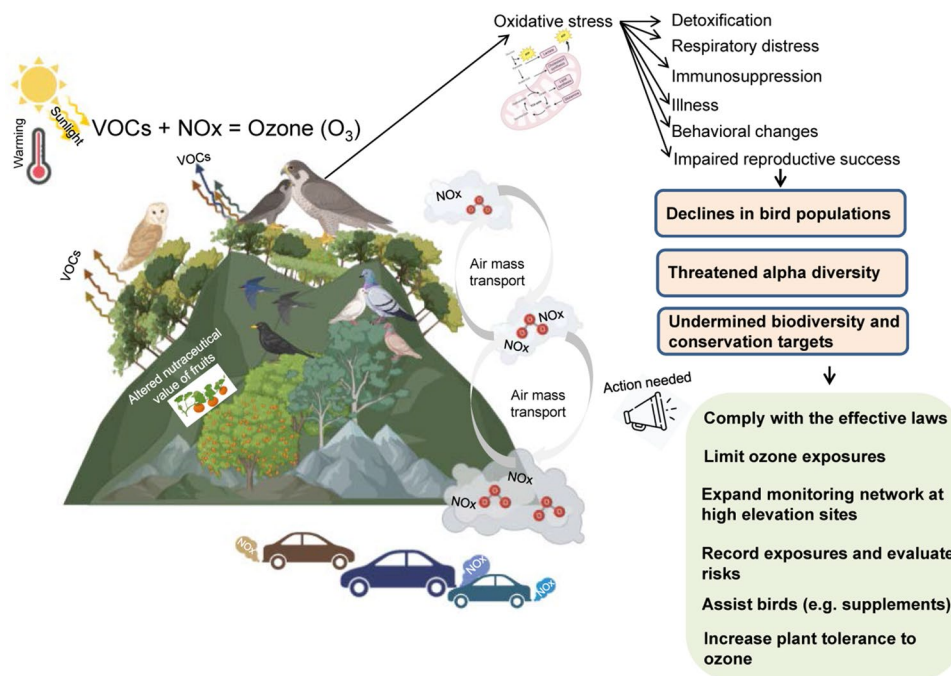 Oxidative stress
Detoxification
Respiratory distress
Immunosuppression
Illness
Behavioral changes
Impaired reproductive success
Sunlight
Warming
VOCs + NOx = Ozone (O₃)
VOCs
VOCs
NOx
Air mass
transport
NOx
NOx
Air mass
transport
NOx
NOx
Altered nutraceutical
value of fruits
NOx
NOx
NOx
Declines in bird populations
Threatened alpha diversity
Undermined biodiversity and
conservation targets
Action needed
Comply with the effective laws
Limit ozone exposures
Expand monitoring network at
high elevation sites
Record exposures and evaluate
risks
Assist birds (e.g. supplements)
Increase plant tolerance to
ozone